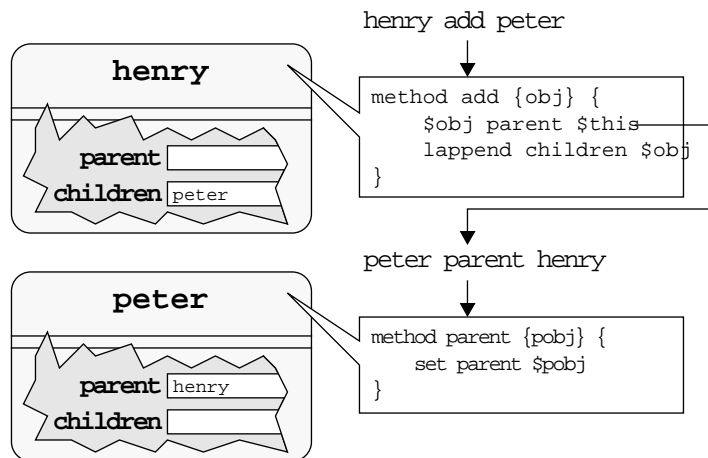 henry add peter
henry
parent
children peter
method add {obj} {
    $obj parent $this
    lappend children $obj
}
peter parent henry
peter
parent henry
children
method parent {pobj} {
    set parent $pobj
}